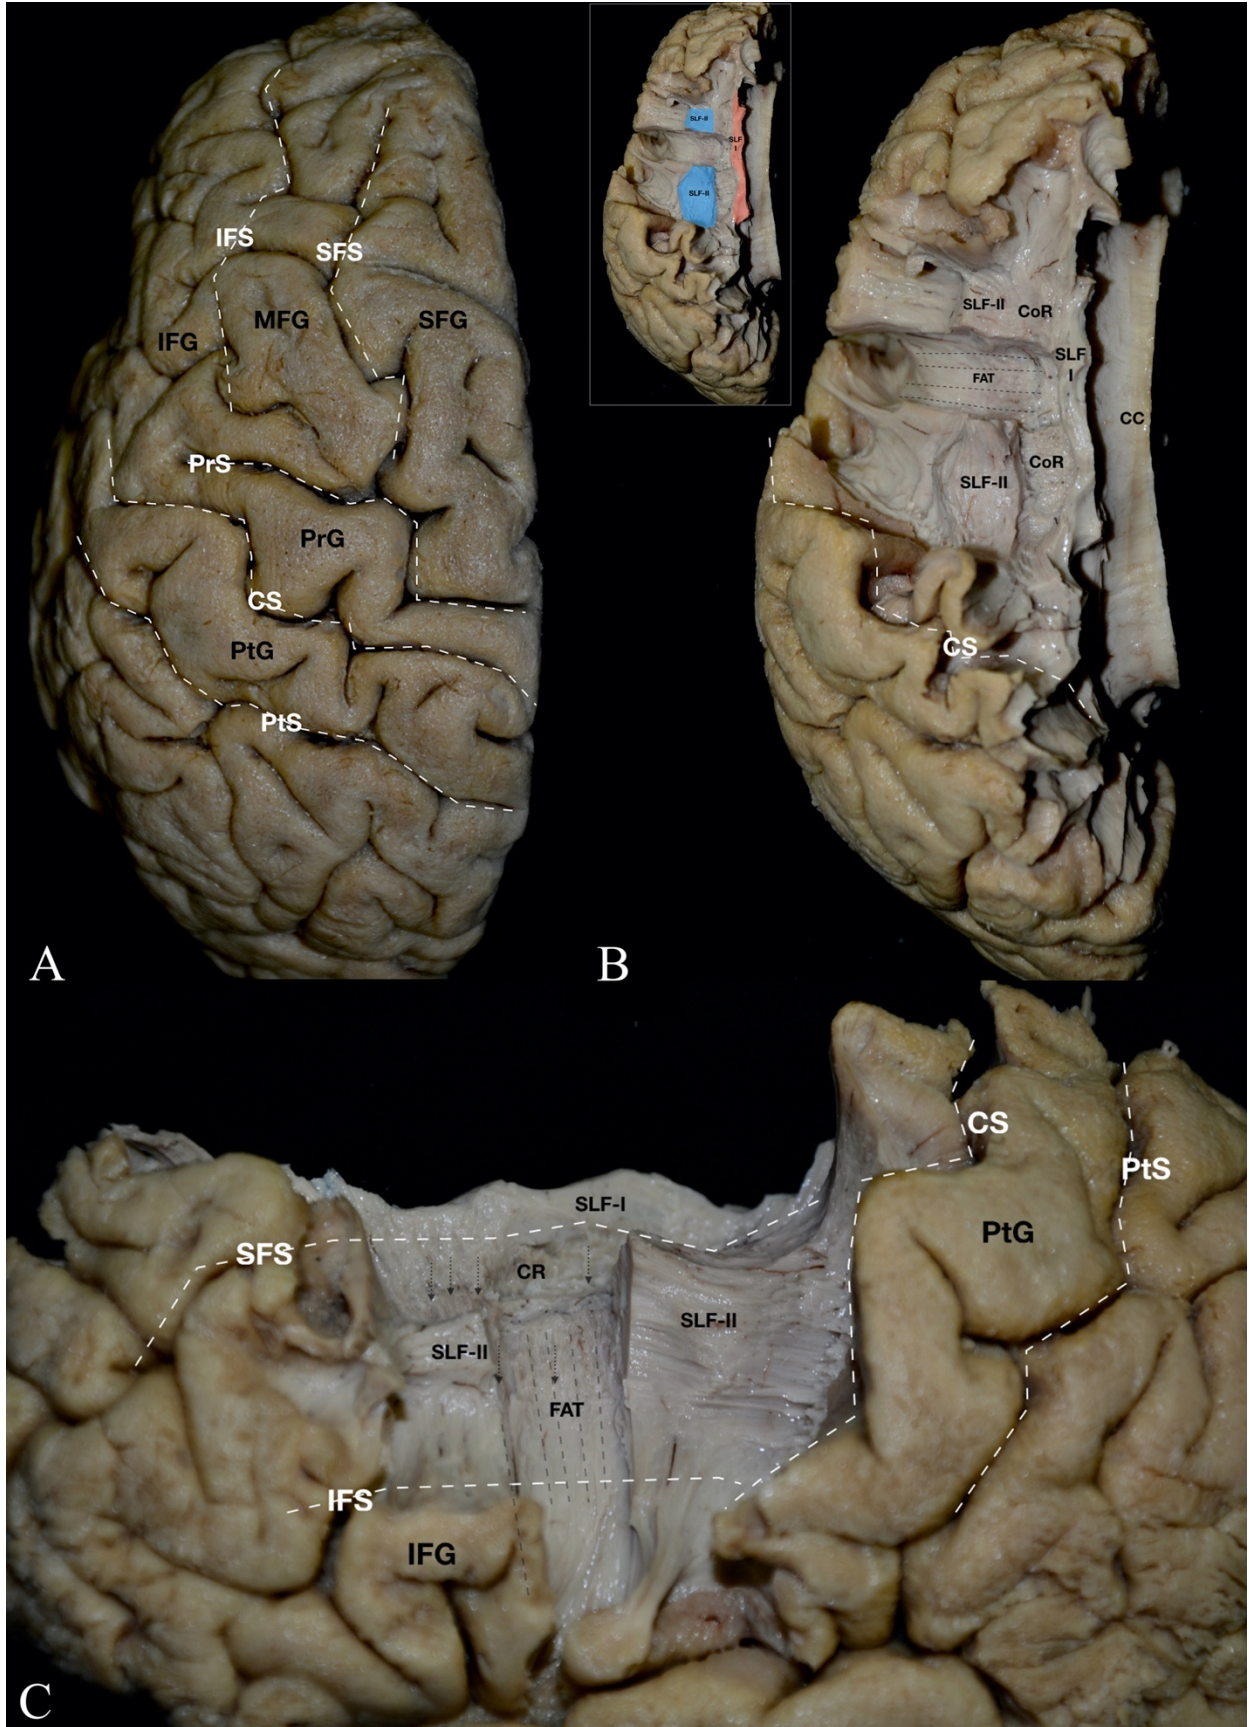 IFS
SFS
MFG
SFG
IFG
PrS
PrG
CS
PtG
PtS
A
SLF-II
SLF
I
SLF-II
SLF-II
CoR
SLF
I
FAT
CC
CoR
SLF-II
CS
B
CS
PtS
SLF-I
PtG
SFS
CR
SLF-II
SLF-II
FAT
IFS
IFG
C